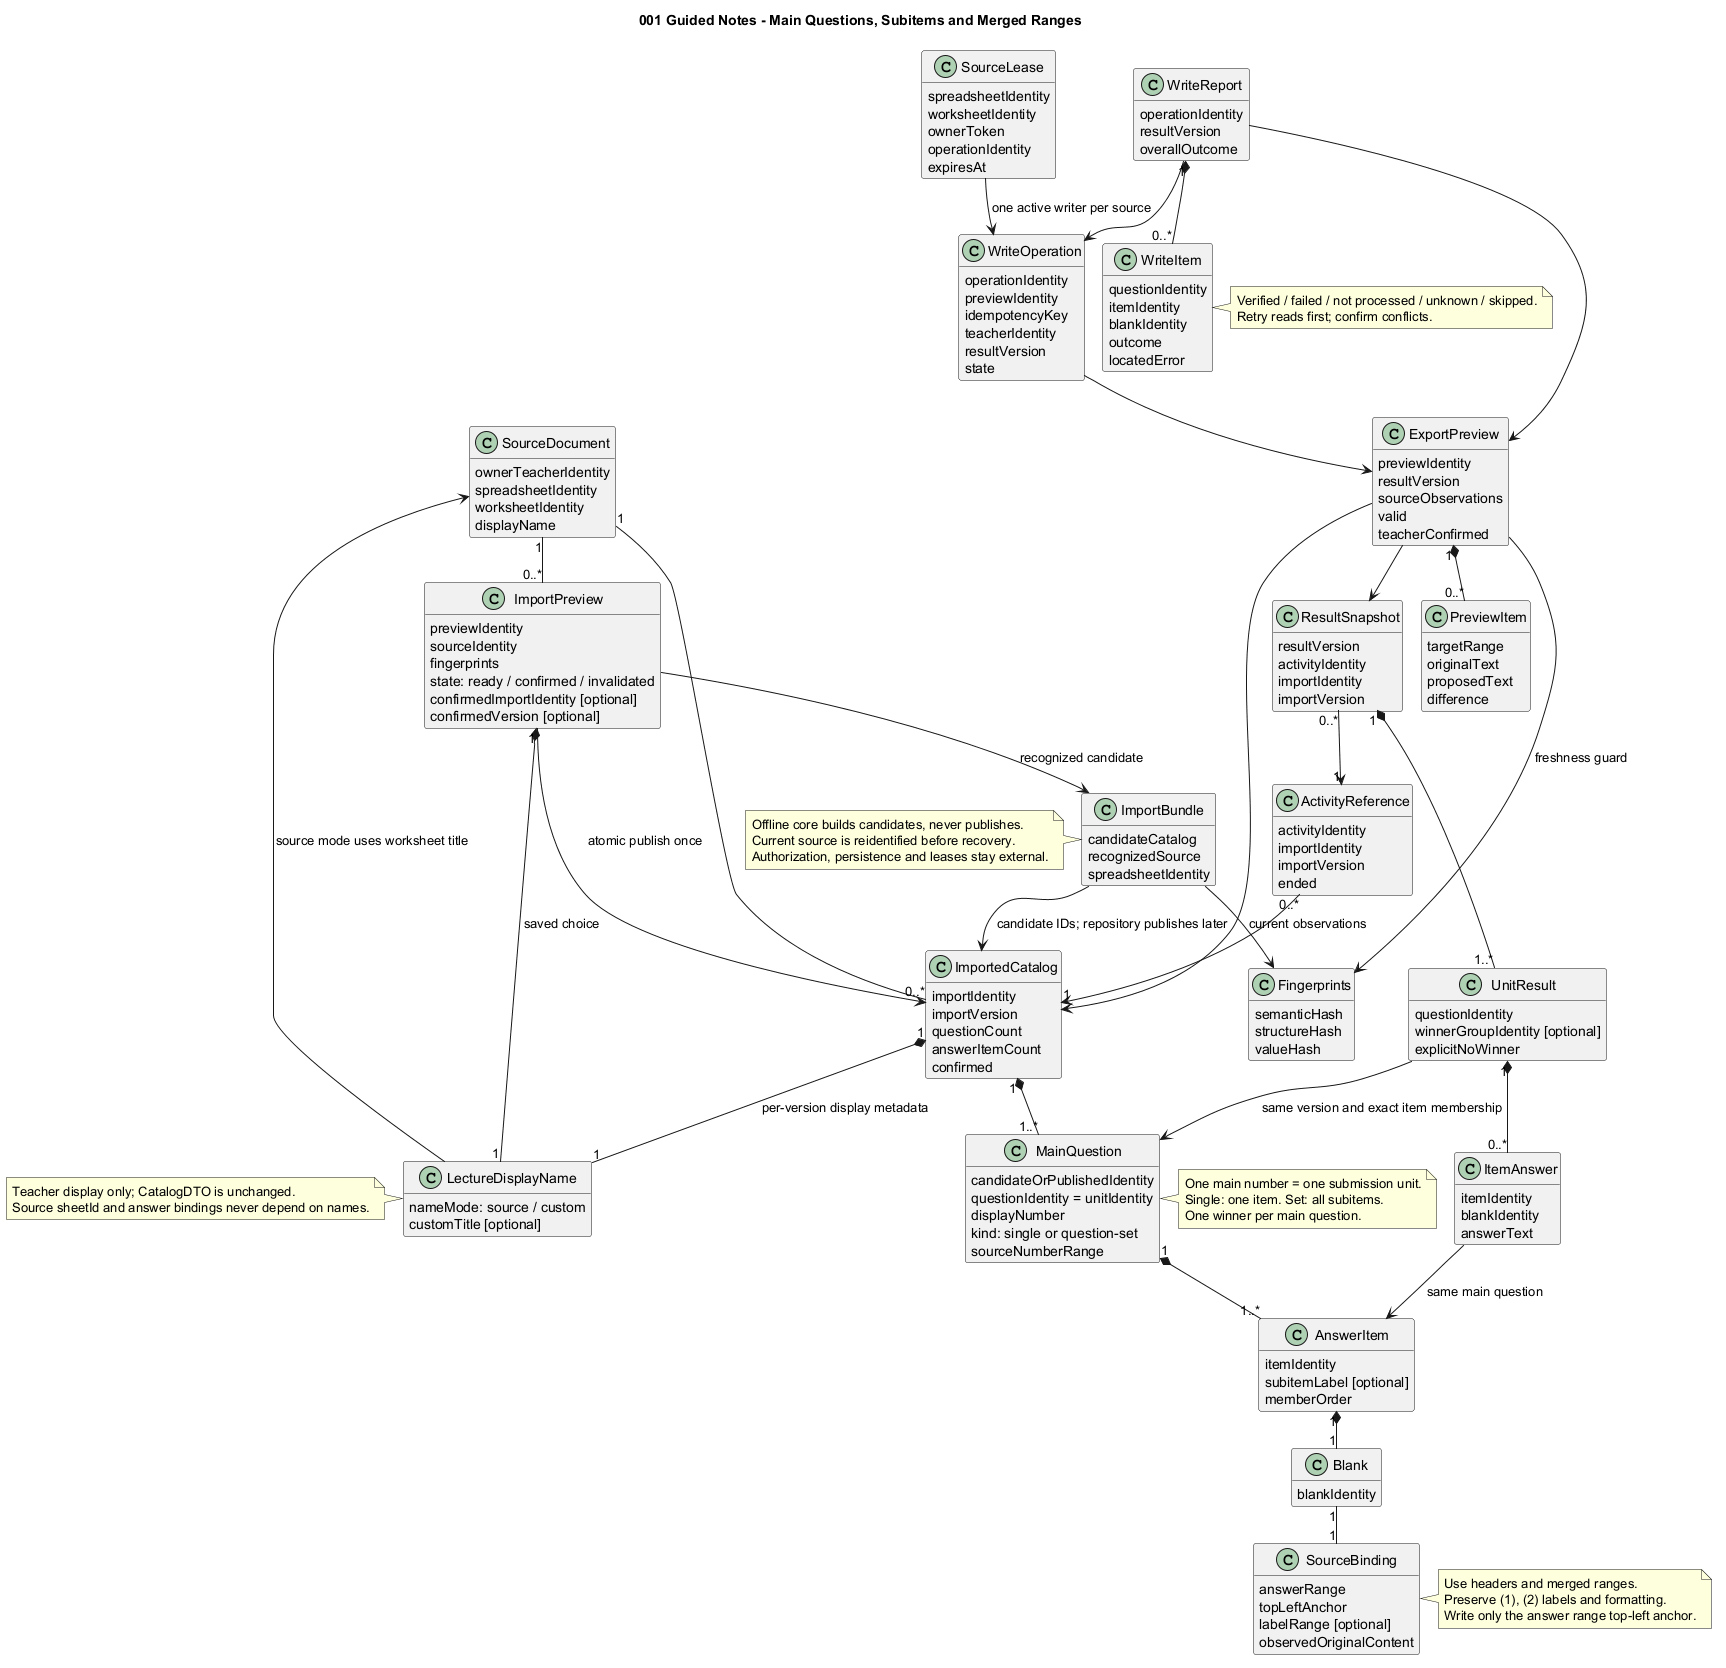 001 Guided Notes - Main Questions, Subitems and Merged Ranges
C SourceLease
spreadsheetIdentity
worksheetIdentity
ownerToken
operationIdentity
expiresAt
C WriteReport
operationIdentity
resultVersion
overallOutcome
1
one active writer per source
0..*
C WriteOperation
operationIdentity
previewIdentity
idempotencyKey
teacherIdentity
resultVersion
state
C WriteItem
questionIdentity
itemIdentity
blankIdentity
outcome
locatedError
Verified / failed / not processed / unknown / skipped.
Retry reads first; confirm conflicts.
C SourceDocument
ownerTeacherIdentity
spreadsheetIdentity
worksheetIdentity
displayName
1
1
0..*
C ExportPreview
previewIdentity
resultVersion
sourceObservations
valid
teacherConfirmed
1
0..*
C ImportPreview
previewIdentity
sourceIdentity
fingerprints
state: ready / confirmed / invalidated
confirmedImportIdentity [optional]
confirmedVersion [optional]
1
C ResultSnapshot
resultVersion
activityIdentity
importIdentity
importVersion
0..*
1
C PreviewItem
targetRange
originalText
proposedText
difference
recognized candidate
freshness guard
1
C ImportBundle
candidateCatalog
recognizedSource
spreadsheetIdentity
Offline core builds candidates, never publishes.
Current source is reidentified before recovery.
Authorization, persistence and leases stay external.
C ActivityReference
activityIdentity
importIdentity
importVersion
ended
0..*
source mode uses worksheet title
atomic publish once
saved choice
candidate IDs; repository publishes later
current observations
0..*
1
1..*
C ImportedCatalog
importIdentity
importVersion
questionCount
answerItemCount
confirmed
1
1
C Fingerprints
semanticHash
structureHash
valueHash
C UnitResult
questionIdentity
winnerGroupIdentity [optional]
explicitNoWinner
1
per-version display metadata
same version and exact item membership
1..*
0..*
1
1
C LectureDisplayName
nameMode: source / custom
customTitle [optional]
Teacher display only; CatalogDTO is unchanged.
Source sheetId and answer bindings never depend on names.
C MainQuestion
candidateOrPublishedIdentity
questionIdentity = unitIdentity
displayNumber
kind: single or question-set
sourceNumberRange
1
One main number = one submission unit.
Single: one item. Set: all subitems.
One winner per main question.
C ItemAnswer
itemIdentity
blankIdentity
answerText
same main question
1..*
C AnswerItem
itemIdentity
subitemLabel [optional]
memberOrder
1
1
C Blank
blankIdentity
1
1
C SourceBinding
answerRange
topLeftAnchor
labelRange [optional]
observedOriginalContent
Use headers and merged ranges.
Preserve (1), (2) labels and formatting.
Write only the answer range top-left anchor.